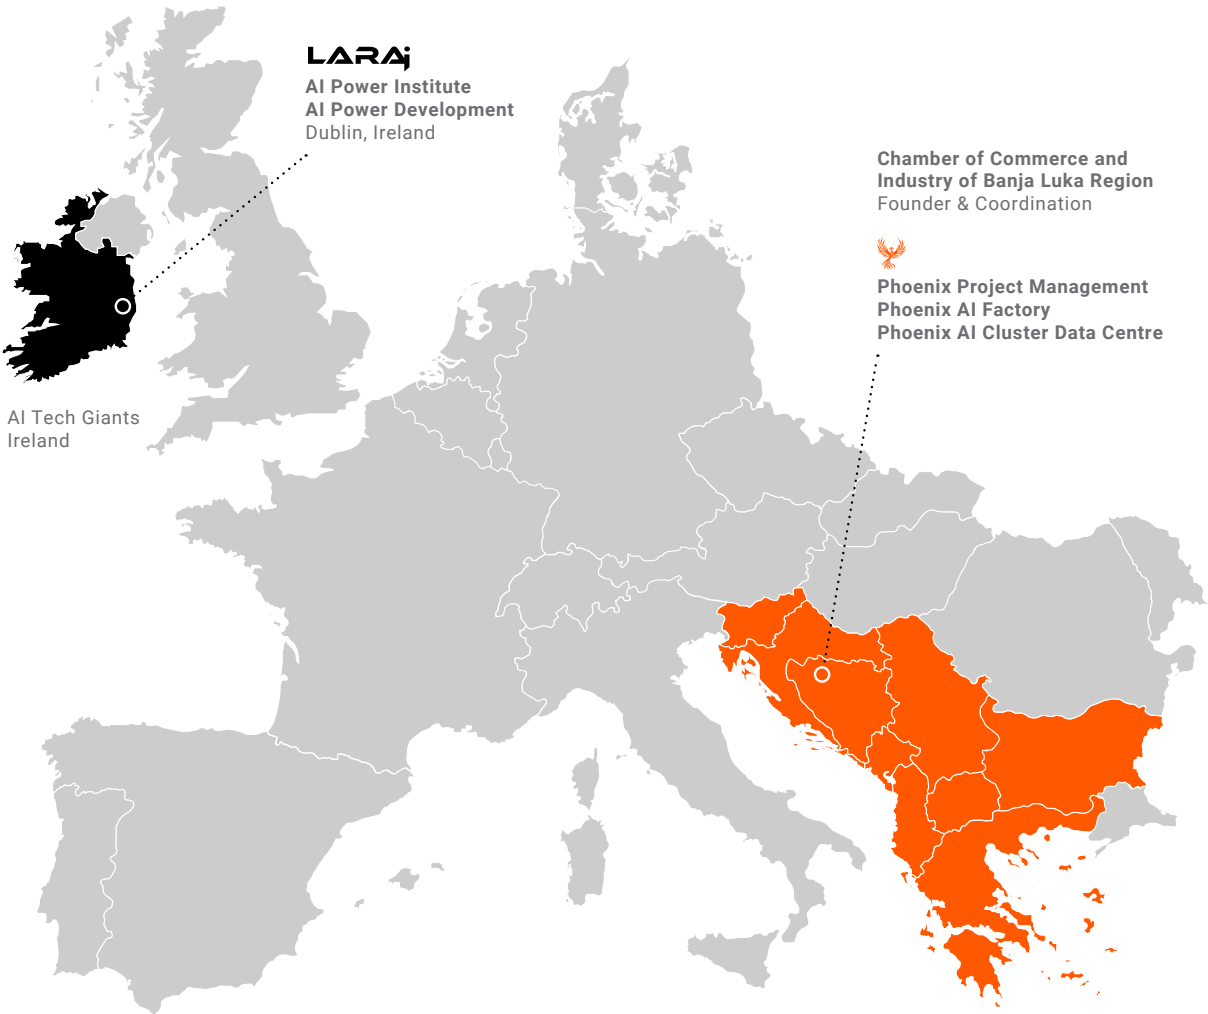 LARAj
AI Power Institute
AI Power Development
Dublin, Ireland
Chamber of Commerce and
Industry of Banja Luka Region
Founder & Coordination
Phoenix Project Management
Phoenix AI Factory
Phoenix AI Cluster Data Centre
AI Tech Giants
Ireland